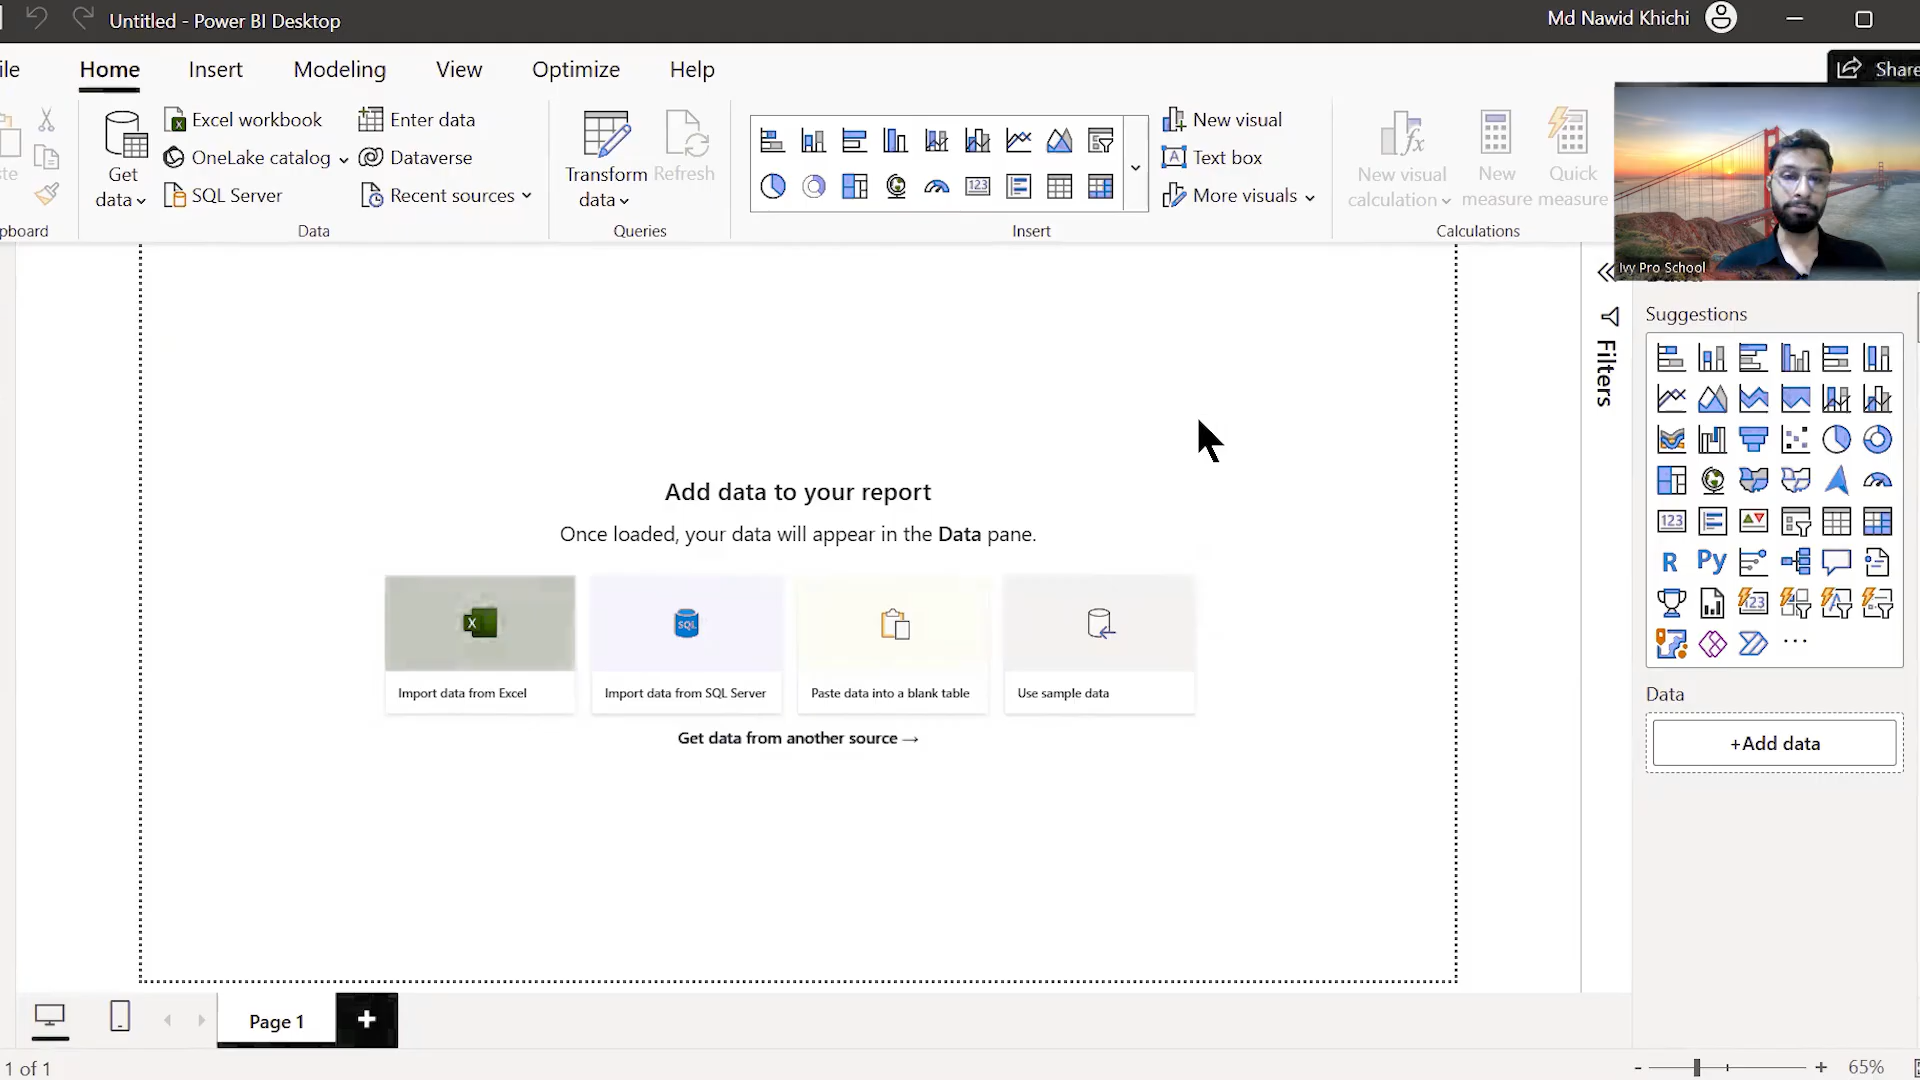 Untitled - Power BI Desktop
Md Nawid Khichi
ile
Home
Insert
Modeling
View
Optimize
Help
Share
ste
pboard
Get
data
Excel workbook
OneLake catalog
SQL Server
Enter data
Dataverse
Recent sources
Data
Transform
data
Refresh
Queries
123
New visual
A Text box
More visuals
Insert
New visual
calculation
New
measure
Quick
measure
Calculations
Ivy Pro School
Filters
Suggestions
123
R
Py
123
Data
+Add data
Add data to your report
Once loaded, your data will appear in the Data pane.
X
SQL
Import data from Excel
Import data from SQL Server
Paste data into a blank table
Use sample data
Get data from another source →
Page 1
+
1 of 1
-
+
65%